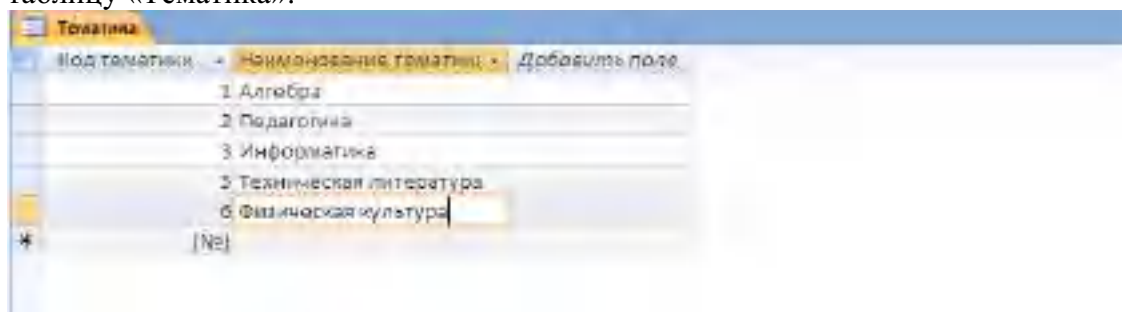 таблицу «Тематика».
Тематика
Код тематики Наименование тематик Добавить поле
1 Алгебра
2 Педагогика
3 Информатика
5 Техническая литература
6 Физическая культура
* (№)